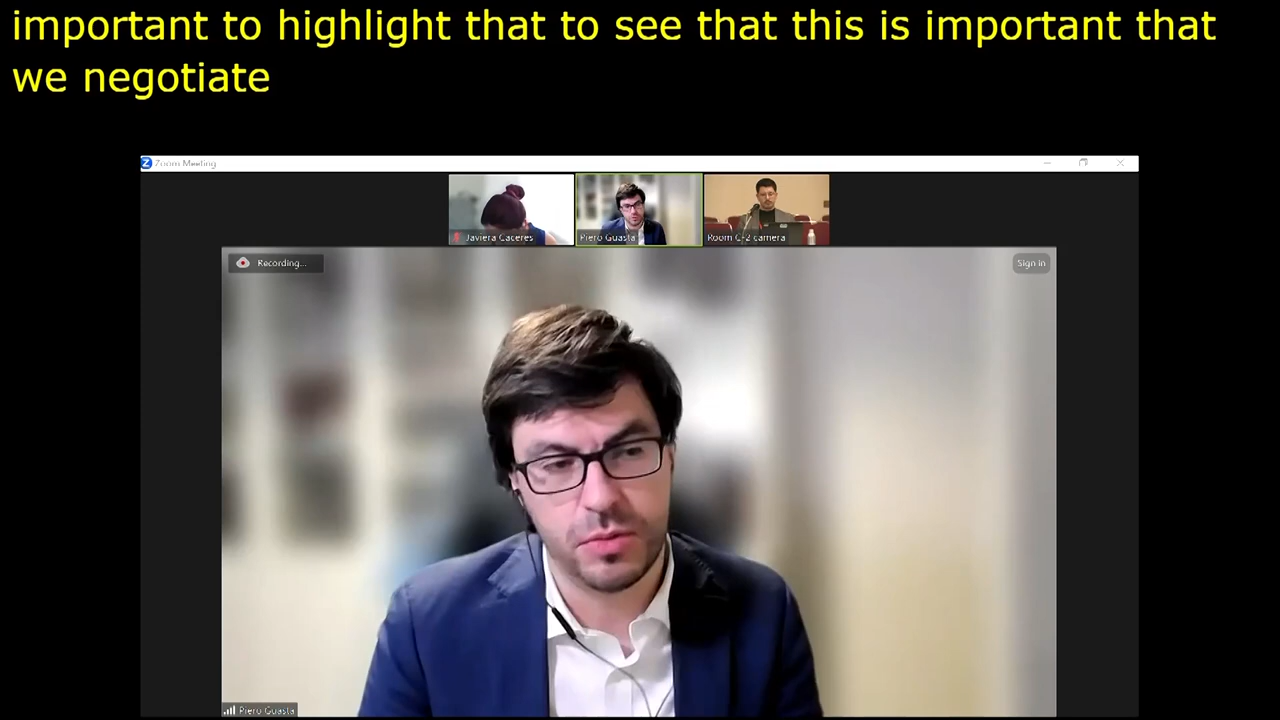 important to highlight that to see that this is important that
we negotiate
Zoom Meeting
Javiera Caceres
Piero Guasta
Room C-2 camera
Recording...
Sign in
Piero Guasta